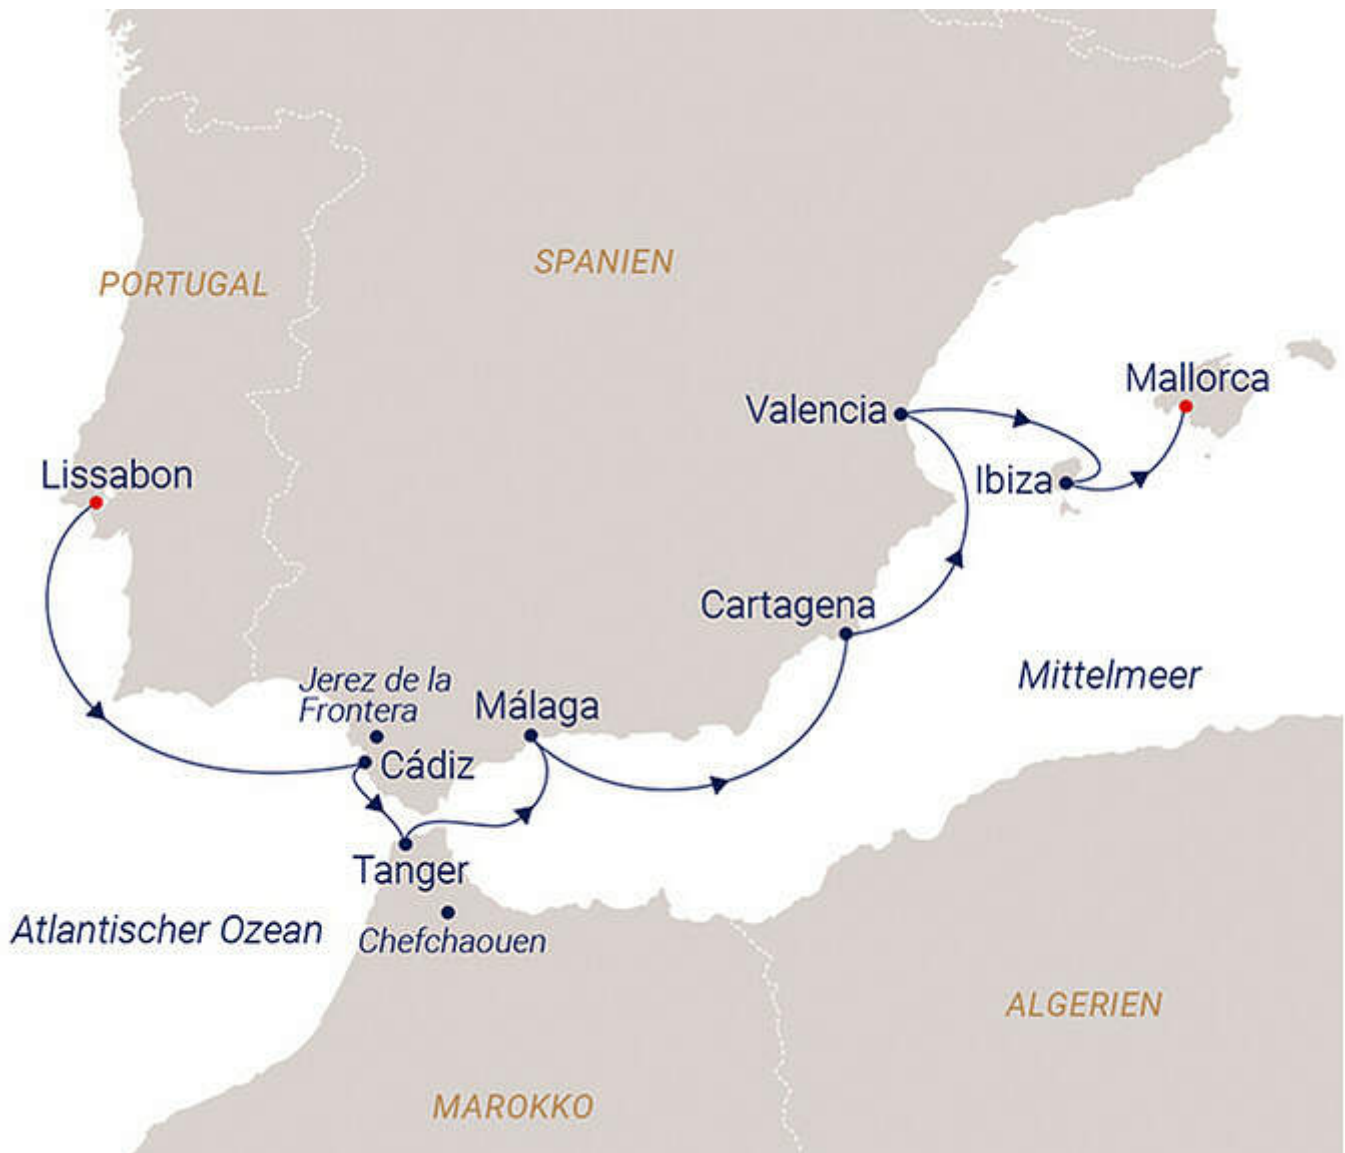 SPANIEN
PORTUGAL
Mallorca
Valencia
Lissabon
Ibiza
Cartagena
Mittelmeer
Jerez de la
Frontera
Málaga
Cádiz
Tanger
Atlantischer Ozean
Chefchaouen
ALGERIEN
MAROKKO